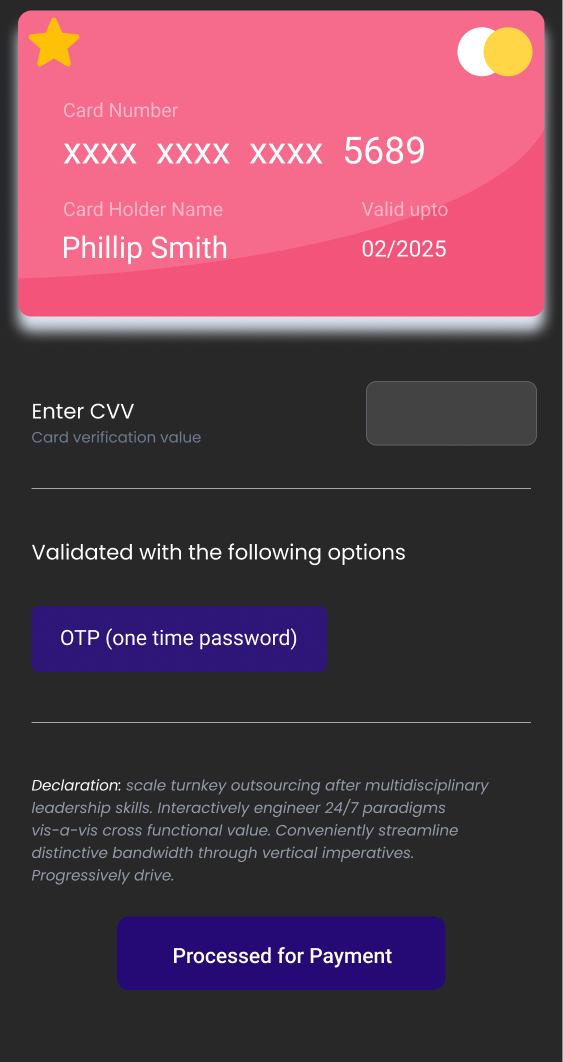 Card Number
xxxx xxxx xxxx 5689
Card Holder Name Valid upto
Phillip Smith 02/2025
Enter CVV
Card verification value
Validated with the following options
OTP (one time password)
Declaration: scale turnkey outsourcing after multidisciplinary
leadership skills. Interactively engineer 24/7 paradigms
vis-a-vis cross functional value. Conveniently streamline
distinctive bandwidth through vertical imperatives.
Progressively drive.
Processed for Payment